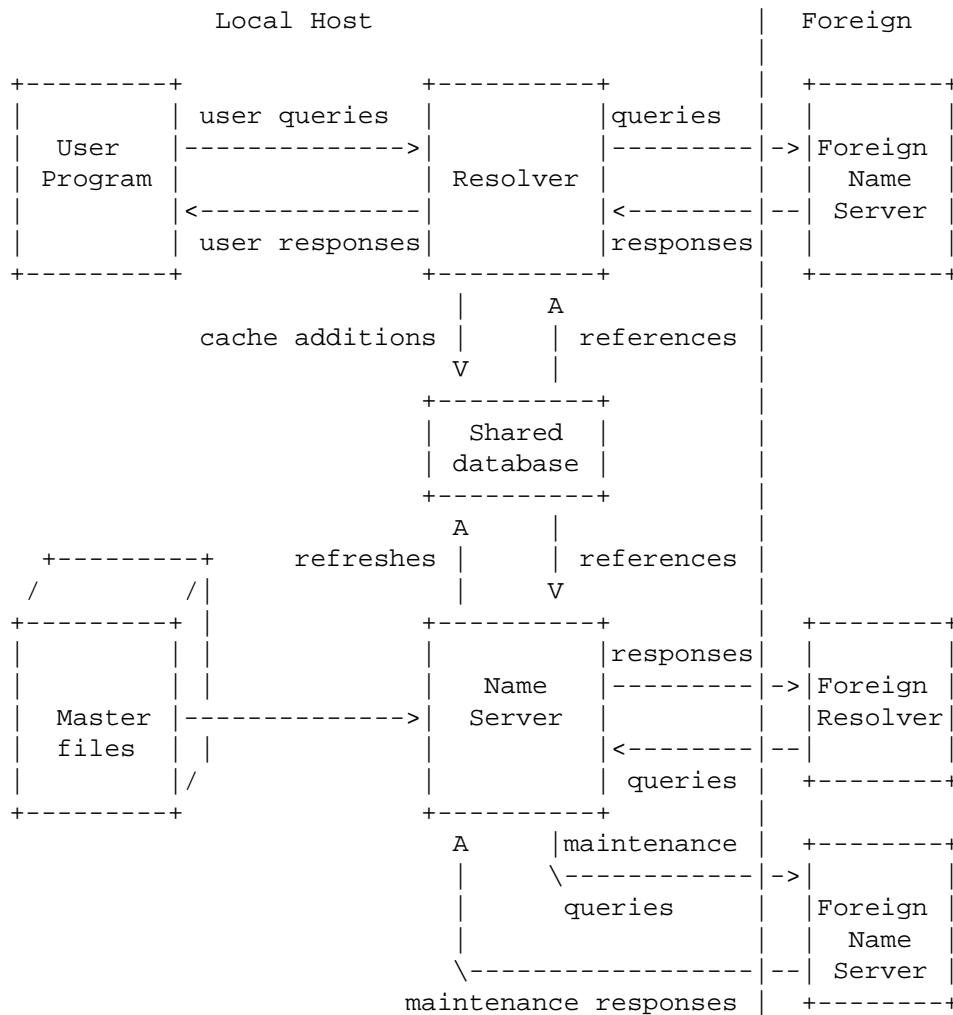 Local Host | Foreign
user queries queries
User Foreign
Program Resolver Name
Server
user responses responses
A
cache additions references
V
Shared
database
A
refreshes references
V
responses
Name Foreign
Master Server Resolver
files
queries
A maintenance
queries Foreign
Name
Server
maintenance responses